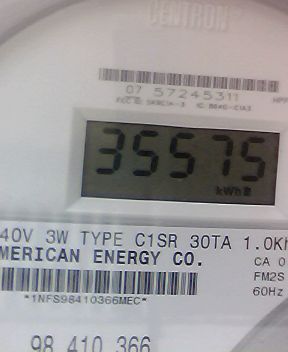 CENTRON
07 57245311
FCC ID SK9C1A-3 IC 864G-C1A3
35575
kWh
40V 3W TYPE C1SR 30TA 1.0Kh
MERICAN ENERGY CO.
CA 0
FM2S
60Hz
*1NFS98410366MEC*
98 410 366